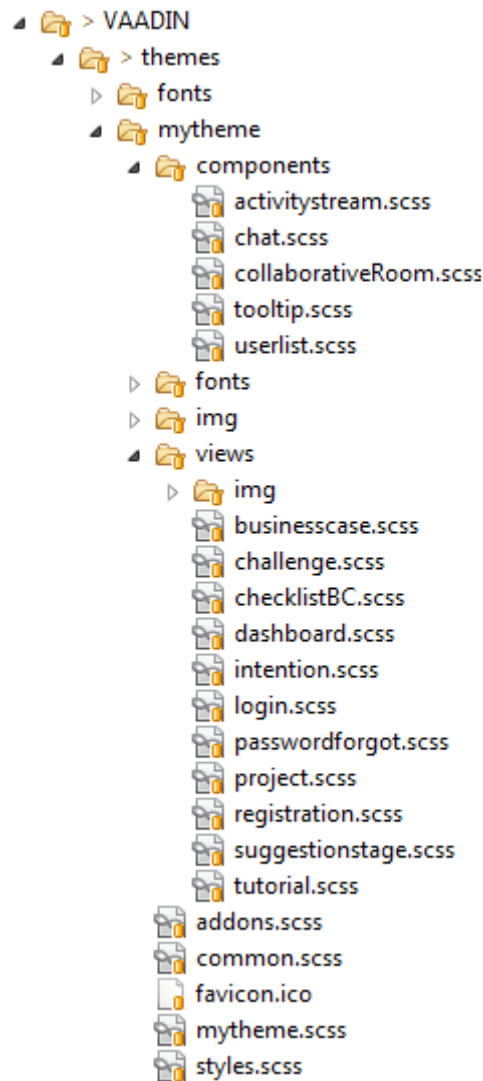 > VAADIN
> themes
fonts
mytheme
components
activitystream.scss
chat.scss
collaborativeRoom.scss
tooltip.scss
userlist.scss
fonts
img
views
img
businesscase.scss
challenge.scss
checklistBC.scss
dashboard.scss
intention.scss
login.scss
passwordforgot.scss
project.scss
registration.scss
suggestionstage.scss
tutorial.scss
addons.scss
common.scss
favicon.ico
mytheme.scss
styles.scss